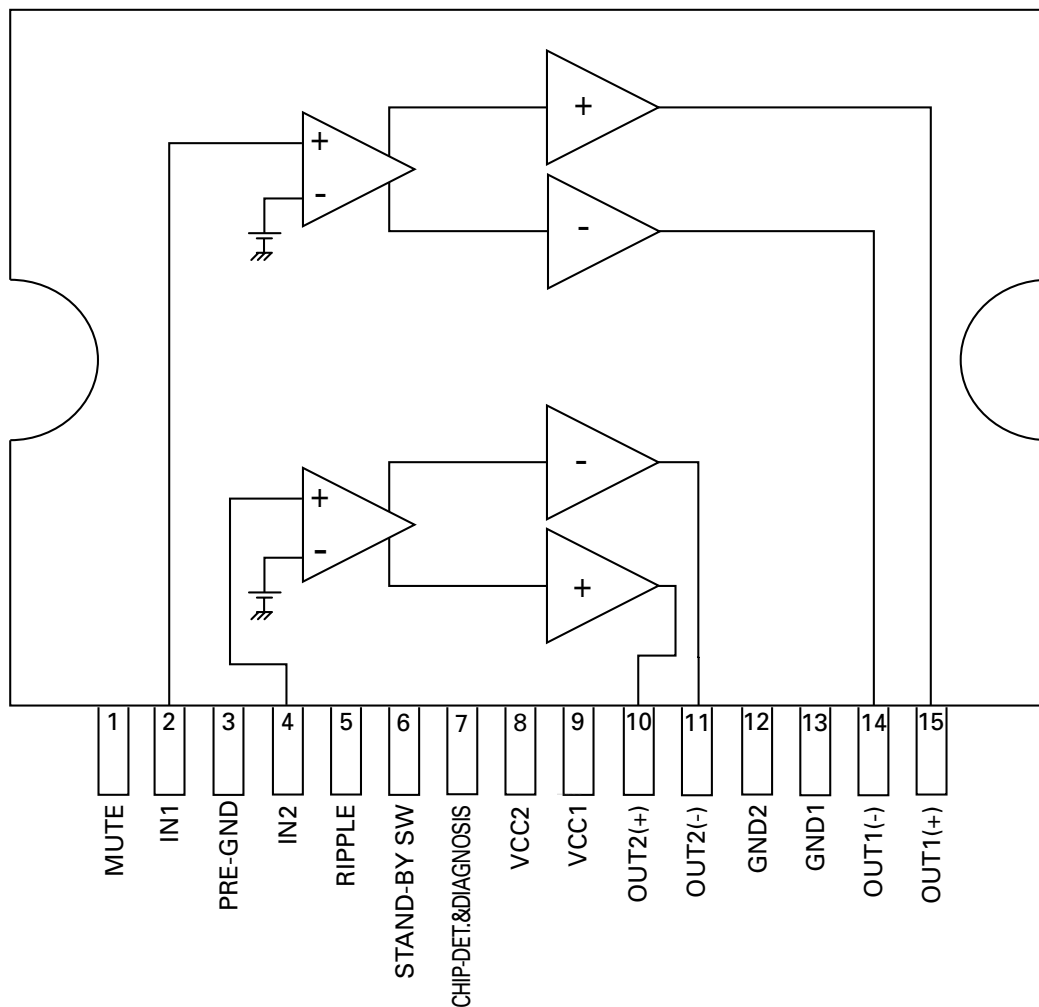 +
+
-
-
-
+
-
+
1 2 3 4 5 6 7 8 9 10 11 12 13 14 15
MUTE
IN1
PRE-GND
IN2
RIPPLE
STAND-BY SW
CHIP-DET.&DIAGNOSIS
VCC2
VCC1
OUT2(+)
OUT2(-)
GND2
GND1
OUT1(-)
OUT1(+)